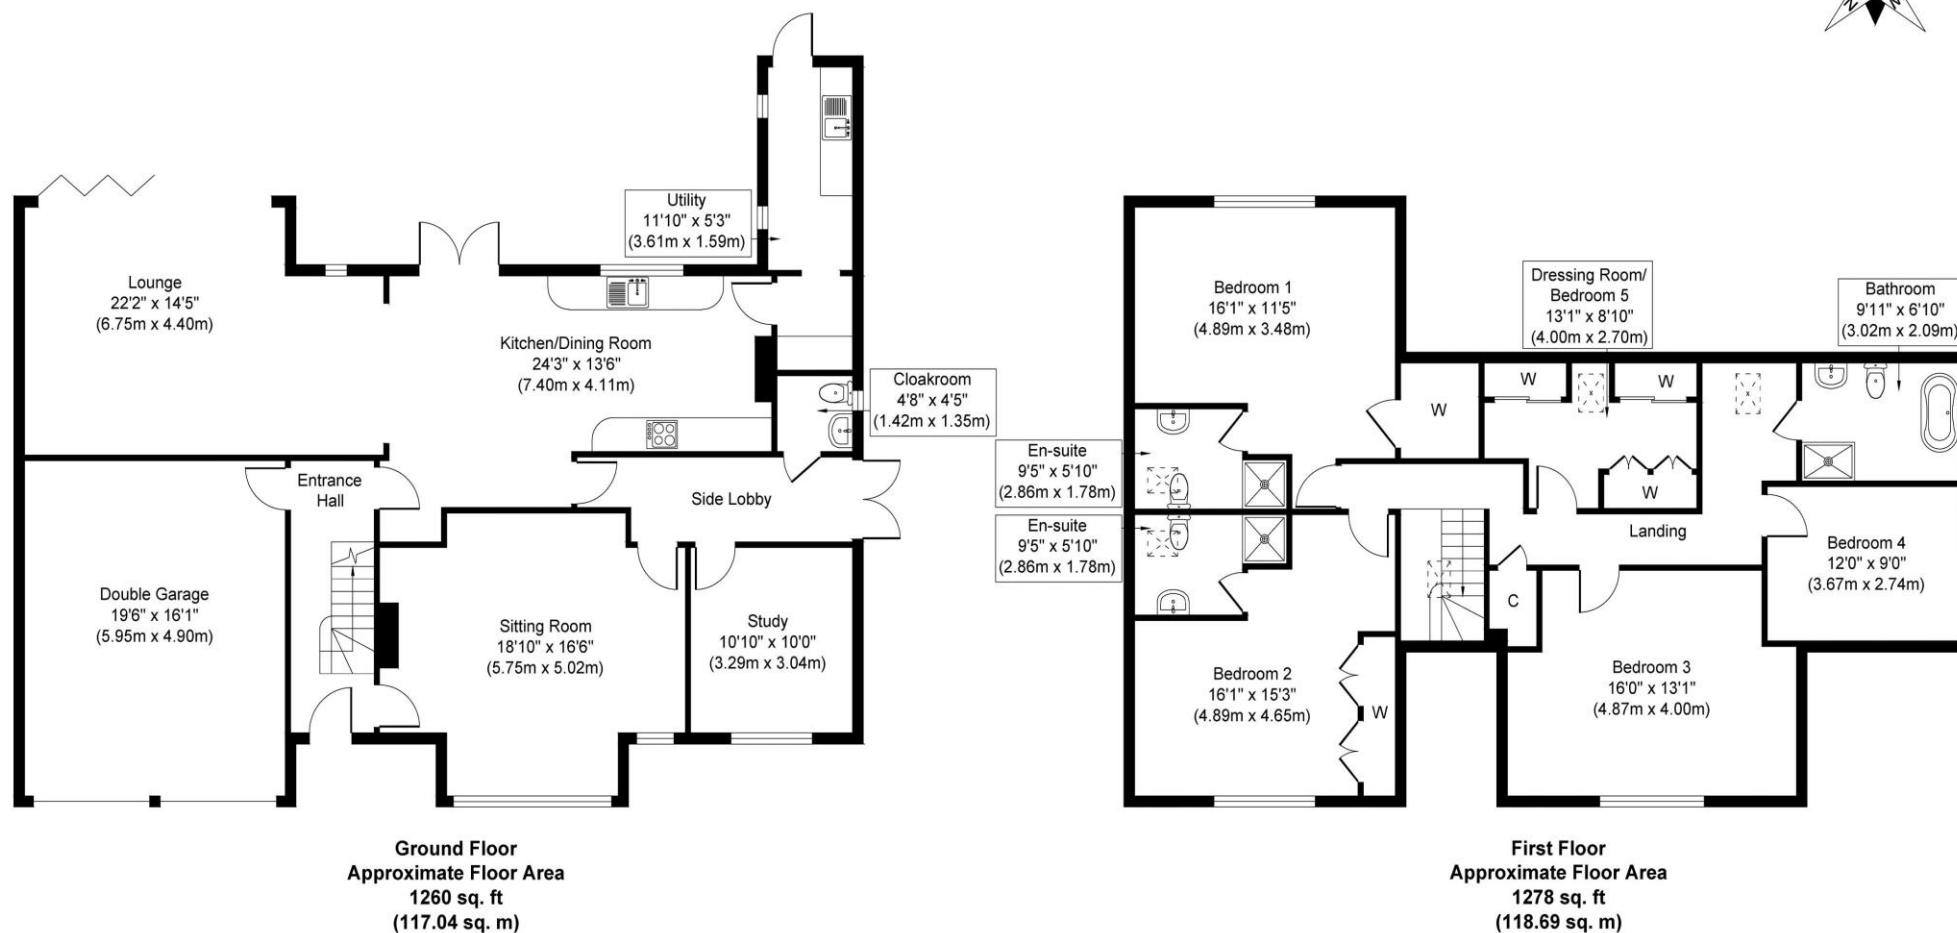 Utility
11'10" x 5'3"
(3.61m x 1.59m)
Lounge
22'2" x 14'5"
(6.75m x 4.40m)
Kitchen/Dining Room
24'3" x 13'6"
(7.40m x 4.11m)
Cloakroom
4'8" x 4'5"
(1.42m x 1.35m)
Entrance
Hall
Side Lobby
Double Garage
19'6" x 16'1"
(5.95m x 4.90m)
Sitting Room
18'10" x 16'6"
(5.75m x 5.02m)
Study
10'10" x 10'0"
(3.29m x 3.04m)
Ground Floor
Approximate Floor Area
1260 sq. ft
(117.04 sq. m)
N
Bedroom 1
16'1" x 11'5"
(4.89m x 3.48m)
Dressing Room/
Bedroom 5
13'1" x 8'10"
(4.00m x 2.70m)
Bathroom
9'11" x 6'10"
(3.02m x 2.09m)
W
W
W
W
En-suite
9'5" x 5'10"
(2.86m x 1.78m)
En-suite
9'5" x 5'10"
(2.86m x 1.78m)
Landing
Bedroom 4
12'0" x 9'0"
(3.67m x 2.74m)
C
Bedroom 2
16'1" x 15'3"
(4.89m x 4.65m)
W
Bedroom 3
16'0" x 13'1"
(4.87m x 4.00m)
First Floor
Approximate Floor Area
1278 sq. ft
(118.69 sq. m)